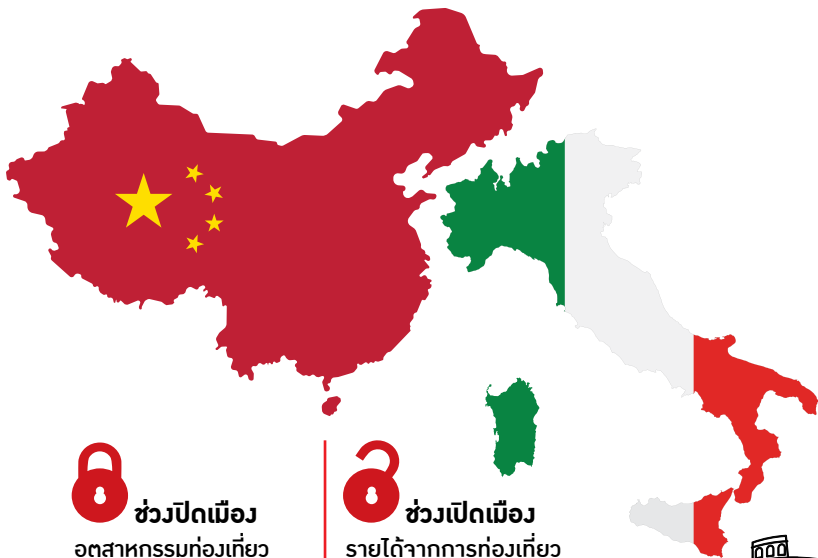 ช่วงปิดเมือง
อุตสาหกรรมท่องเที่ยว
ช่วงเปิดเมือง
รายได้จากการท่องเที่ยว